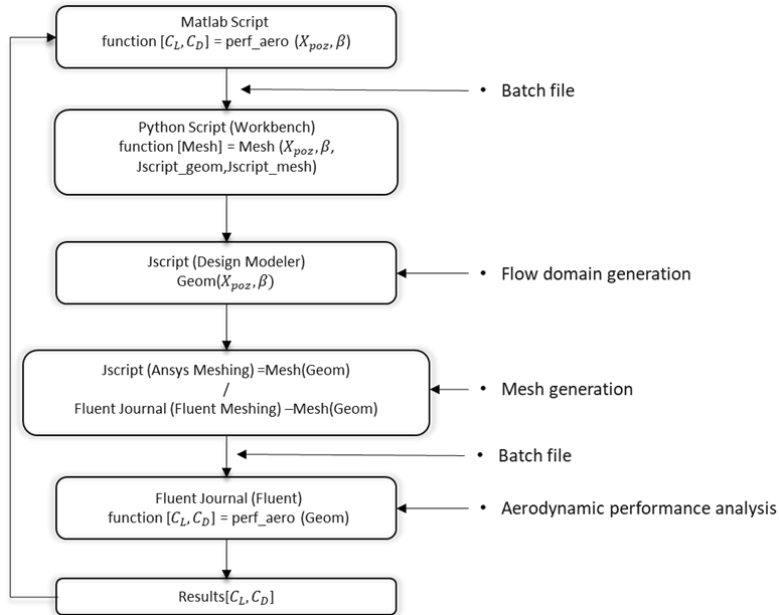 Matlab Script
function [C_L, C_D] = perf_aero (X_poz, β)
• Batch file
Python Script (Workbench)
function [Mesh] = Mesh (X_poz, β,
Jscript_geom,Jscript_mesh)
Jscript (Design Modeler)
Geom(X_poz, β)
• Flow domain generation
Jscript (Ansys Meshing) =Mesh(Geom)
/
Fluent Journal (Fluent Meshing) –Mesh(Geom)
• Mesh generation
• Batch file
Fluent Journal (Fluent)
function [C_L, C_D] = perf_aero (Geom)
• Aerodynamic performance analysis
Results[C_L, C_D]